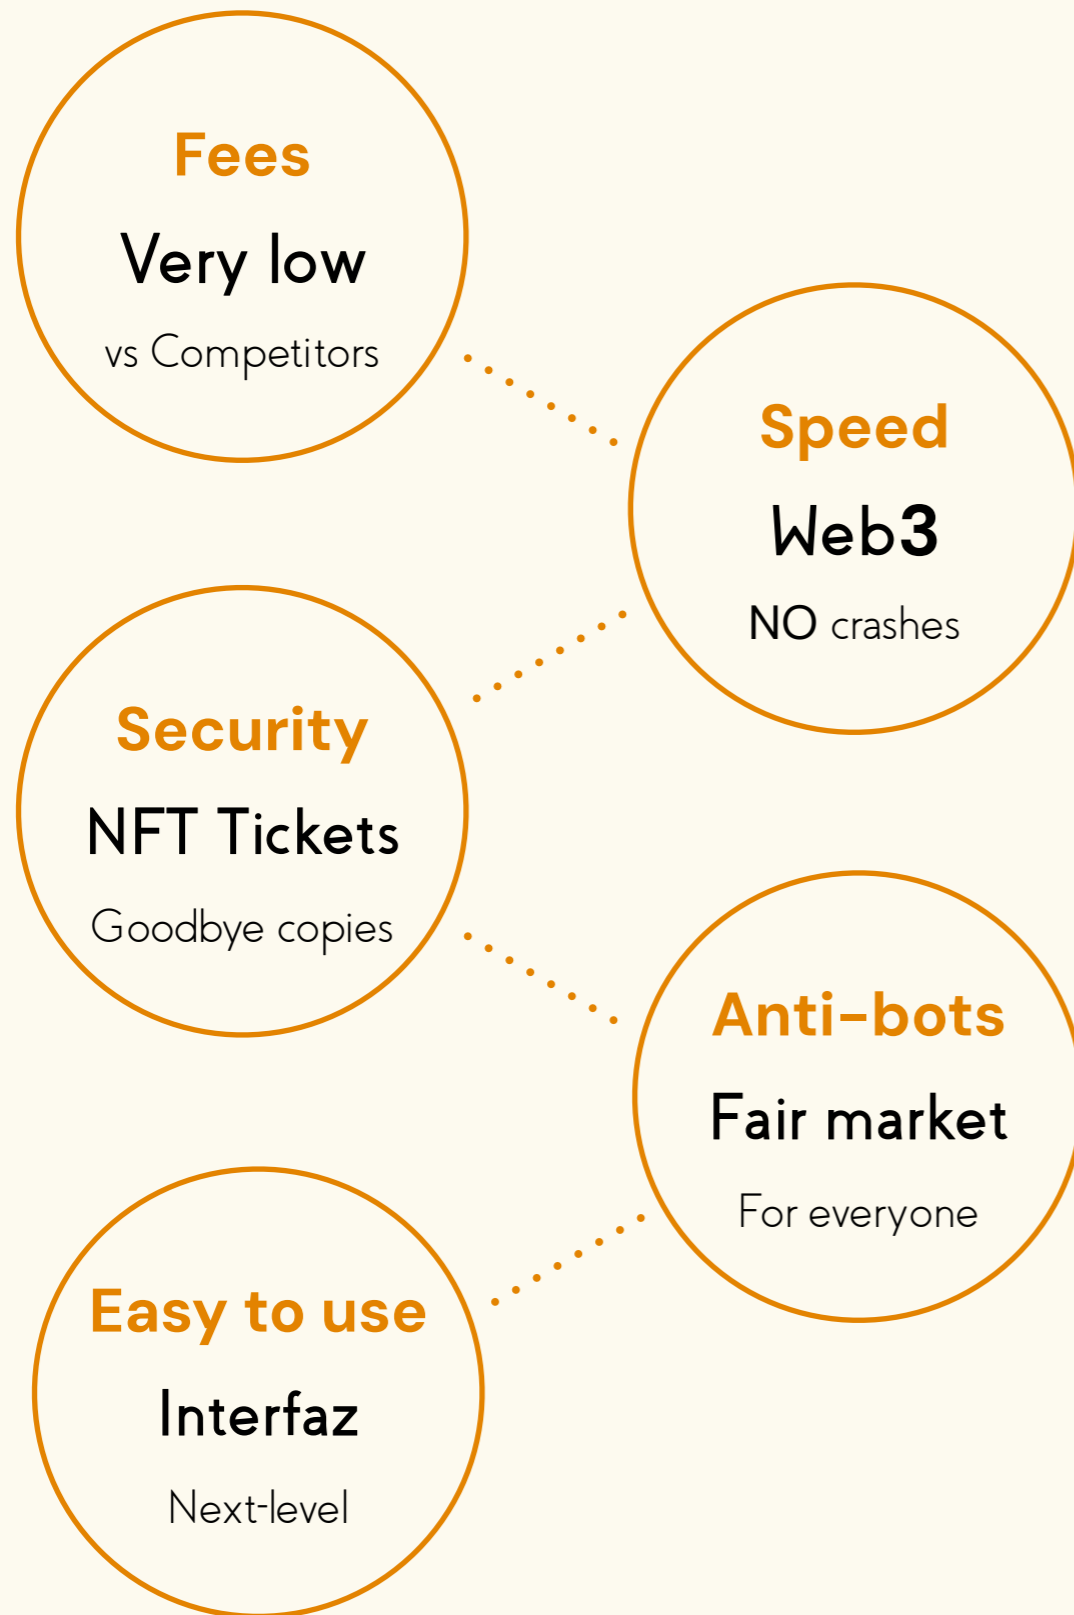 Fees
Very low
vs Competitors
Speed
Web3
NO crashes
Security
NFT Tickets
Goodbye copies
Anti-bots
Fair market
For everyone
Easy to use
Interfaz
Next-level